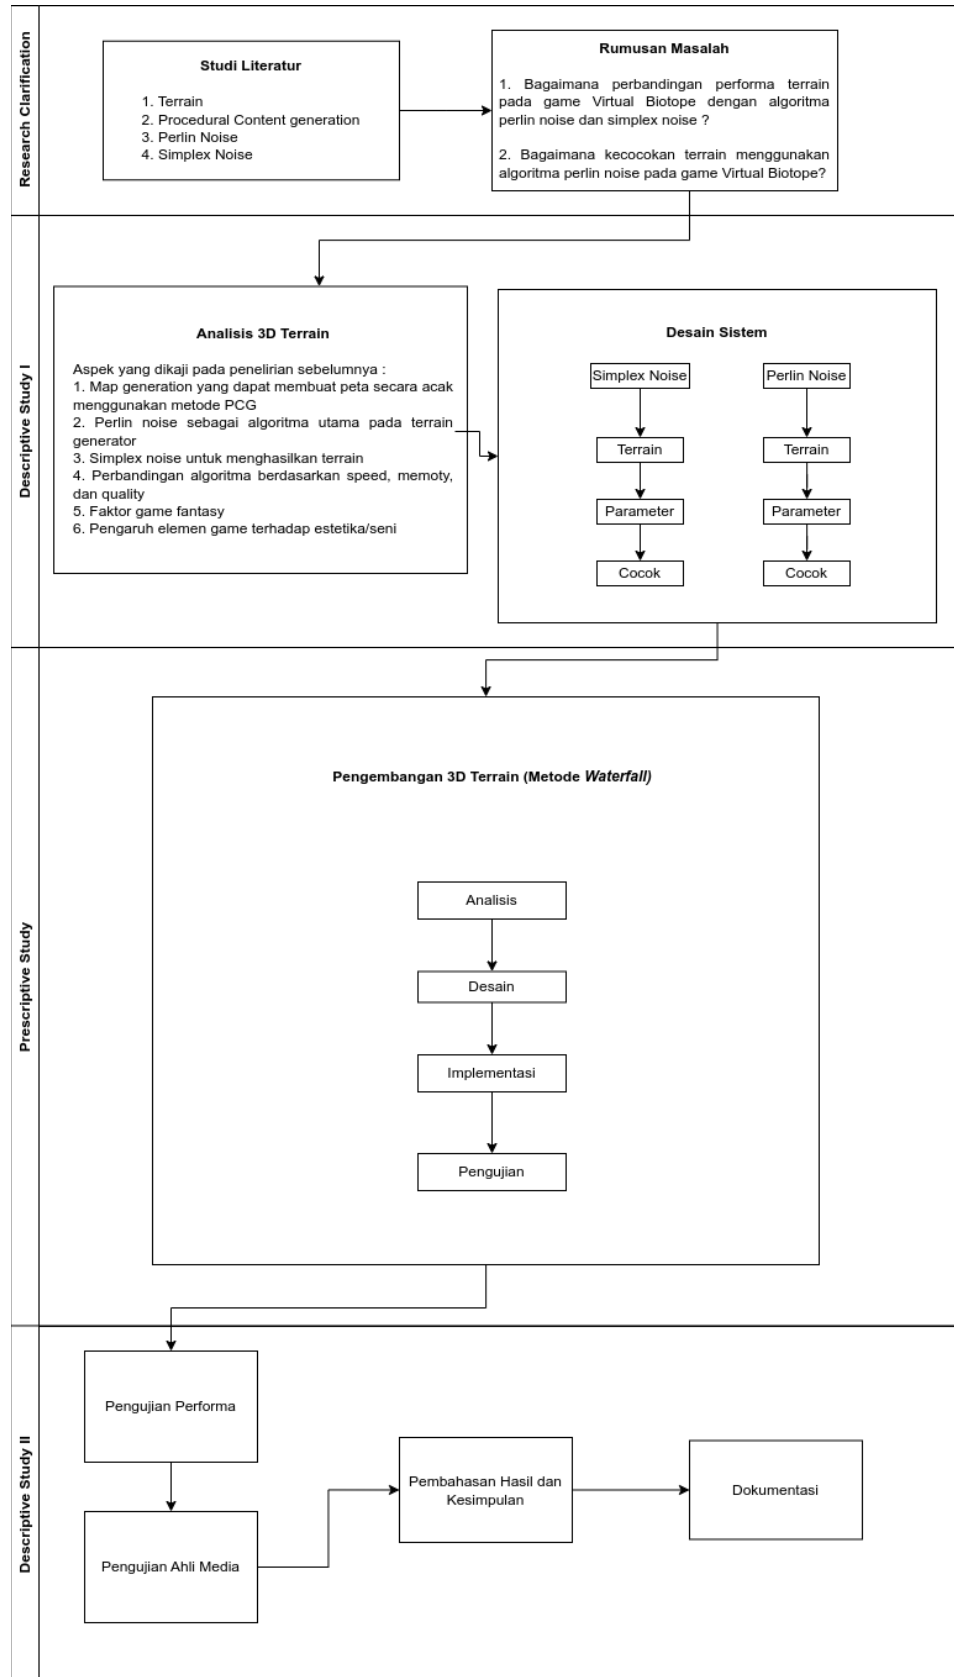 Research Clarification
Studi Literatur
1. Terrain
2. Procedural Content generation
3. Perlin Noise
4. Simplex Noise
Rumusan Masalah
1. Bagaimana perbandingan performa terrain
pada game Virtual Biotope dengan algoritma
perlin noise dan simplex noise ?
2. Bagaimana kecocokan terrain menggunakan
algoritma perlin noise pada game Virtual Biotope?
Descriptive Study I
Analisis 3D Terrain
Aspek yang dikaji pada penelirian sebelumnya :
1. Map generation yang dapat membuat peta secara acak
menggunakan metode PCG
2. Perlin noise sebagai algoritma utama pada terrain
generator
3. Simplex noise untuk menghasilkan terrain
4. Perbandingan algoritma berdasarkan speed, memoty,
dan quality
5. Faktor game fantasy
6. Pengaruh elemen game terhadap estetika/seni
Desain Sistem
Simplex Noise
Terrain
Parameter
Cocok
Perlin Noise
Terrain
Parameter
Cocok
Prescriptive Study
Pengembangan 3D Terrain (Metode Waterfall)
Analisis
Desain
Implementasi
Pengujian
Descriptive Study II
Pengujian Performa
Pengujian Ahli Media
Pembahasan Hasil dan
Kesimpulan
Dokumentasi